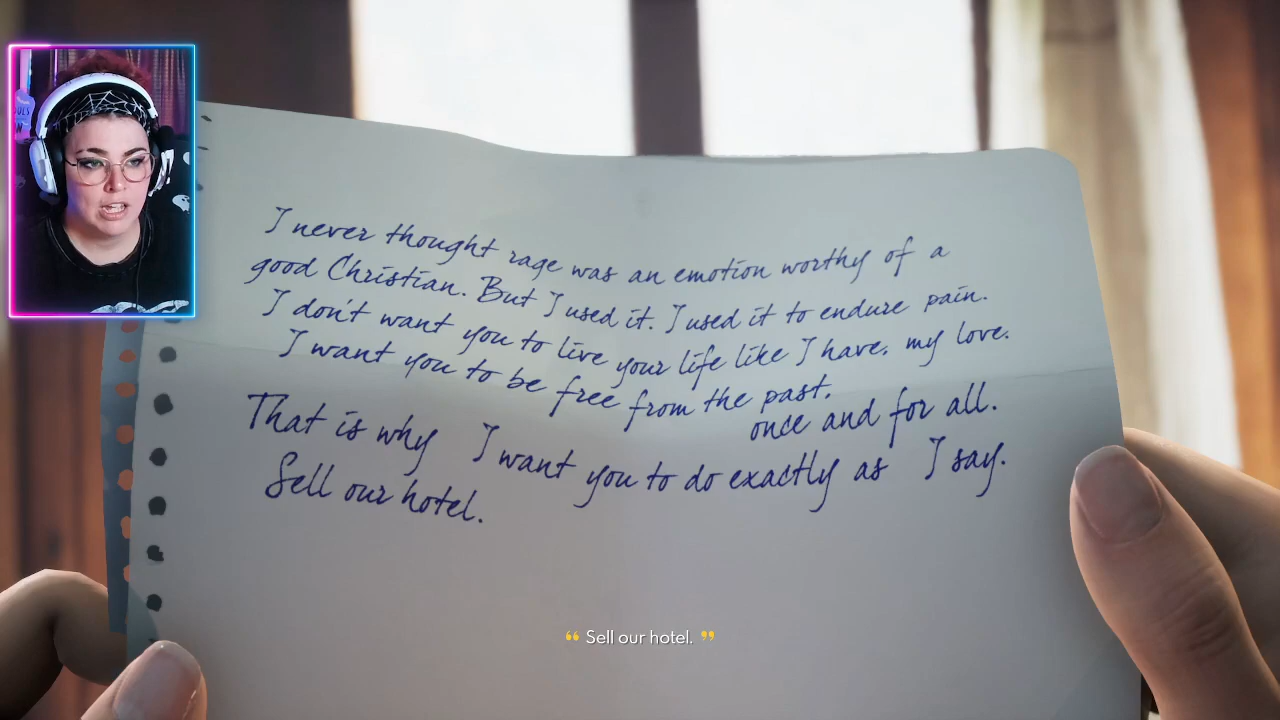 I never thought rage was an emotion worthy of a
good Christian. But I used it. I used it to endure pain.
I don't want you to live your life like I have, my love.
I want you to be free from the past,
once and for all.
That is why I want you to do exactly as I say.
Sell our hotel.
“ Sell our hotel. ”